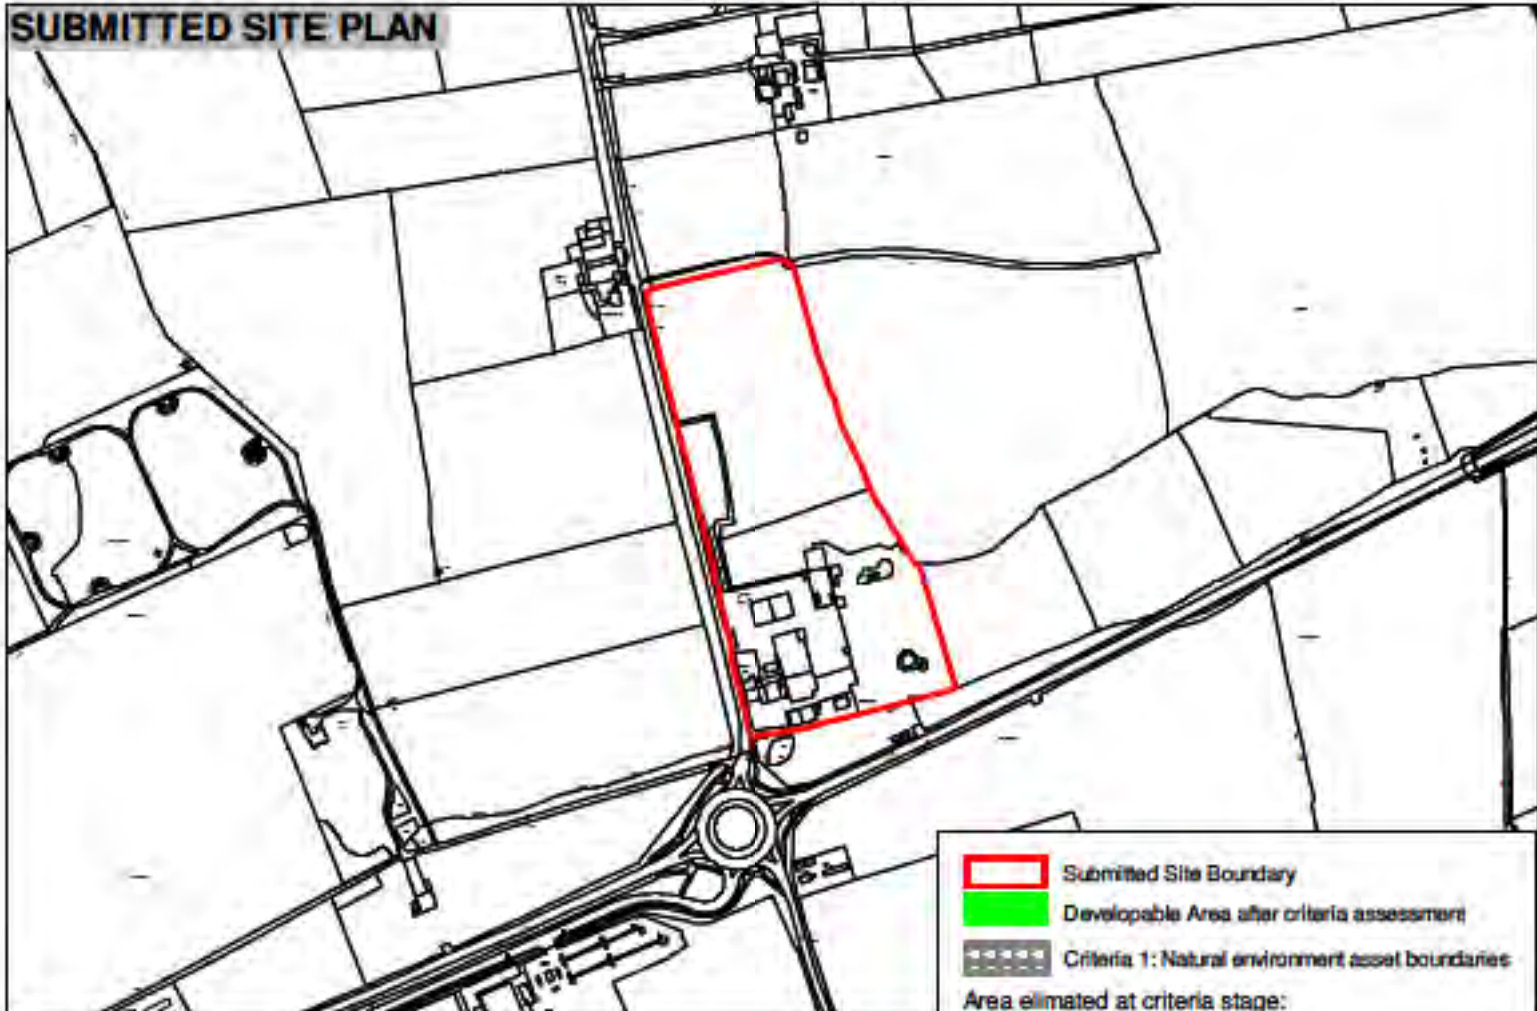 SUBMITTED SITE PLAN
Submitted Site Boundary
Developable Area after criteria assessment
Criteria 1: Natural environment asset boundaries
Area elimated at criteria stage: